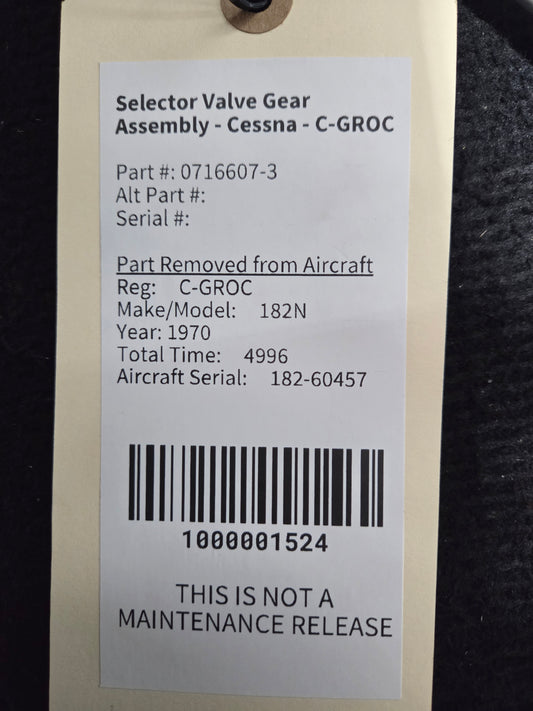 Selector Valve Gear
Assembly - Cessna - C-GROC
Part #: 0716607-3
Alt Part #:
Serial #:
Part Removed from Aircraft
Reg: C-GROC
Make/Model: 182N
Year: 1970
Total Time: 4996
Aircraft Serial: 182-60457
1000001524
THIS IS NOT A
MAINTENANCE RELEASE